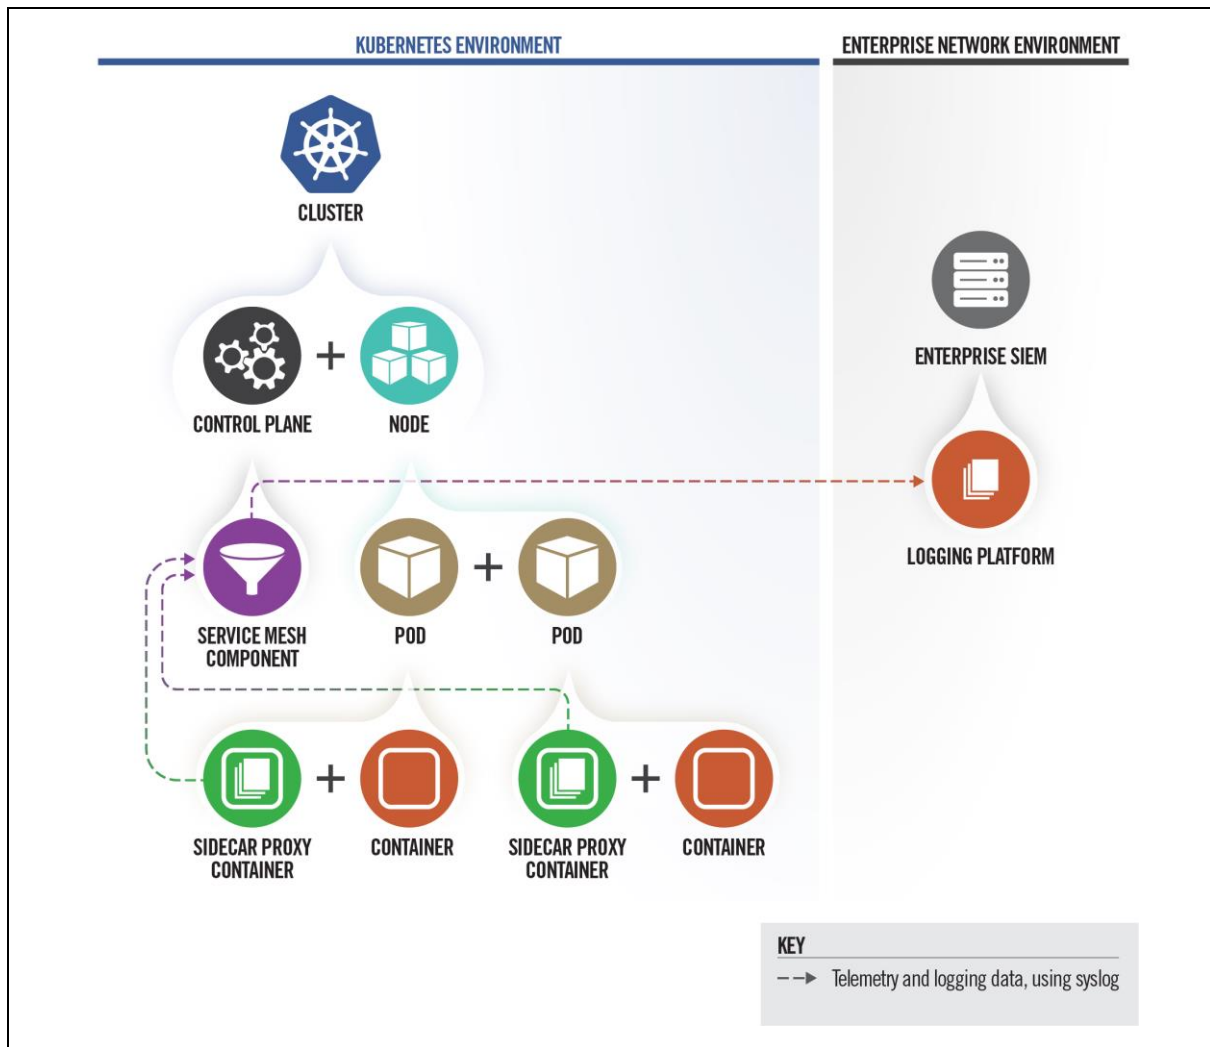 KUBERNETES ENVIRONMENT
ENTERPRISE NETWORK ENVIRONMENT
CLUSTER
ENTERPRISE SIEM
CONTROL PLANE
NODE
LOGGING PLATFORM
SERVICE MESH
COMPONENT
POD
POD
SIDECAR PROXY
CONTAINER
CONTAINER
SIDECAR PROXY
CONTAINER
CONTAINER
KEY
Telemetry and logging data, using syslog